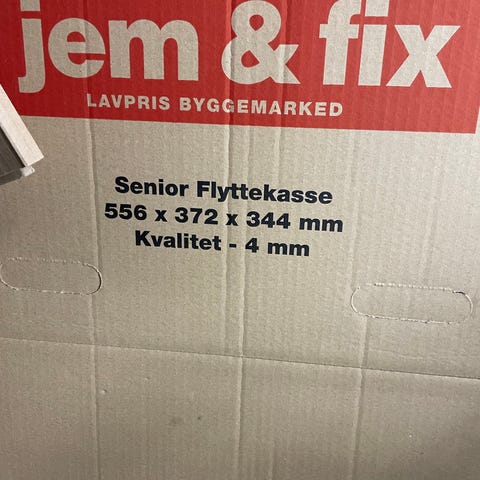 jem & fix
LAVPRIS BYGGEMARKED
Senior Flyttekasse
556 x 372 x 344 mm
Kvalitet - 4 mm